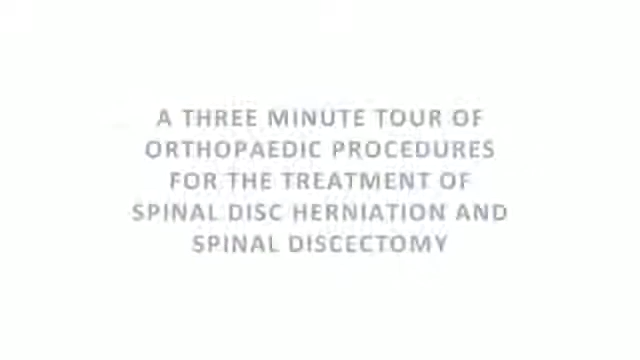 A THREE MINUTE TOUR OF
ORTHOPAEDIC PROCEDURES
FOR THE TREATMENT OF
SPINAL DISC HERNIATION AND
SPINAL DISCECTOMY